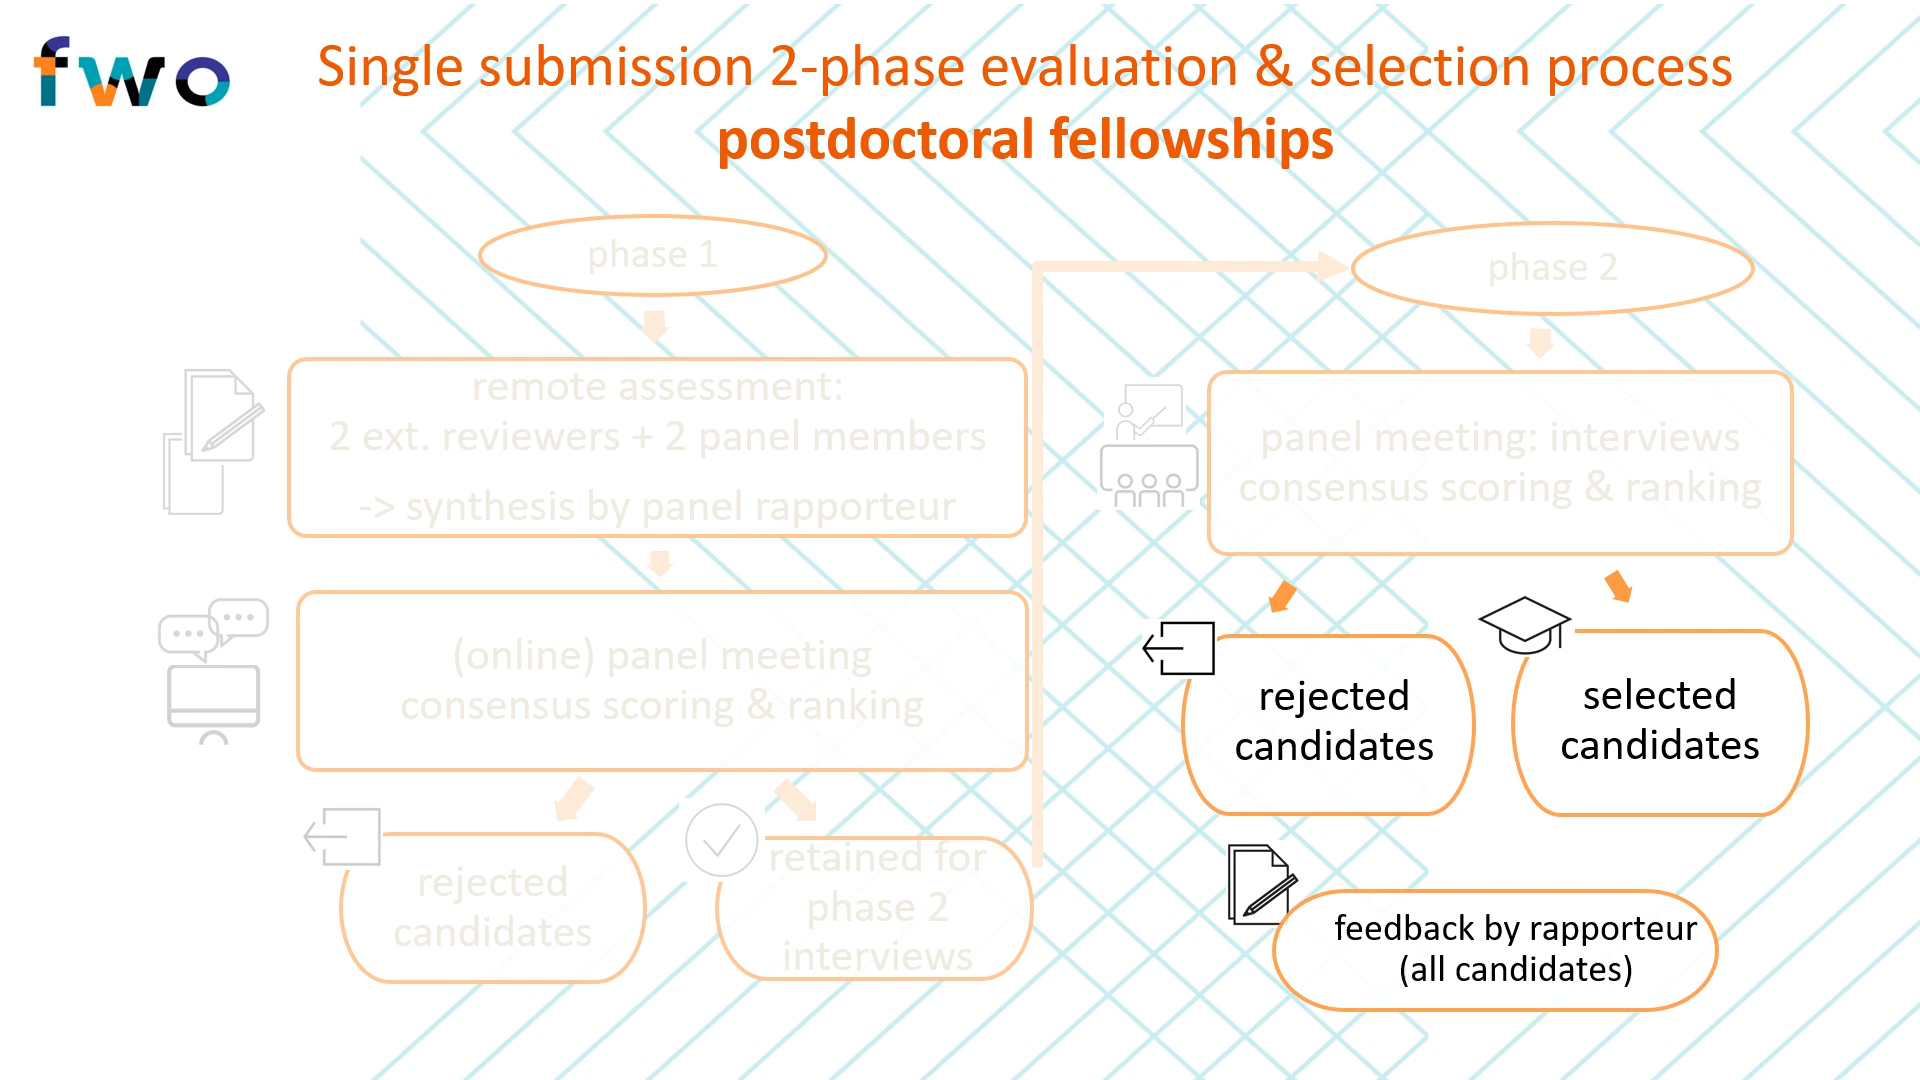 fwo
Single submission 2-phase evaluation & selection process
postdoctoral fellowships
phase 1
remote assessment:
2 ext. reviewers + 2 panel members
-> synthesis by panel rapporteur
(online) panel meeting
consensus scoring & ranking
rejected
candidates
retained for
phase 2
interviews
phase 2
panel meeting: interviews
consensus scoring & ranking
rejected
candidates
selected
candidates
feedback by rapporteur
(all candidates)